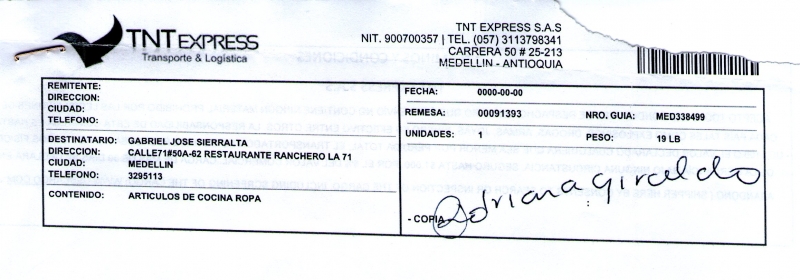 TNT EXPRESS
Transporte & Logística
TNT EXPRESS S.A.S
NIT. 900700357 | TEL. (057) 3113798341
CARRERA 50 # 25-213
MEDELLIN - ANTIOQUIA
REMITENTE:
DIRECCION:
CIUDAD:
TELEFONO:
DESTINATARIO: GABRIEL JOSE SIERRALTA
DIRECCION: CALLE71#50A-62 RESTAURANTE RANCHERO LA 71
CIUDAD: MEDELLIN
TELEFONO: 3295113
CONTENIDO: ARTICULOS DE COCINA ROPA
FECHA: 0000-00-00
REMESA: 00091393 NRO. GUIA: MED338499
UNIDADES: 1 PESO: 19 LB
Adriana Giraldo
- COPIA -